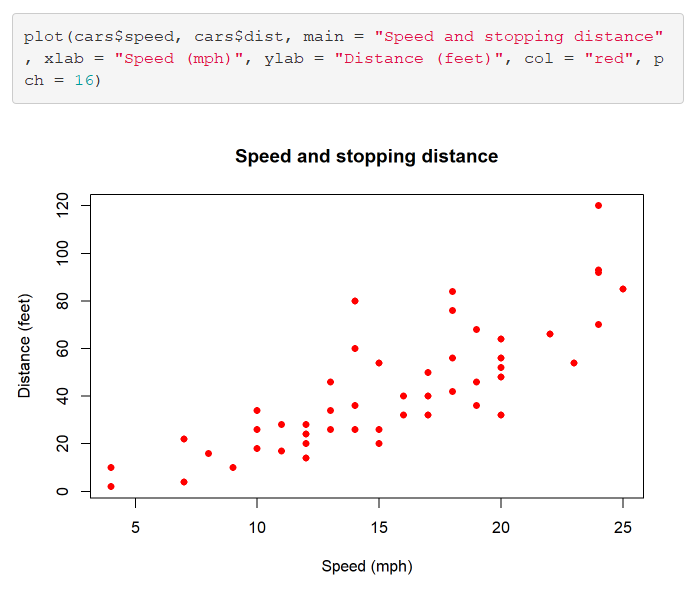 plot(cars$speed, cars$dist, main = "Speed and stopping distance"
, xlab = "Speed (mph)", ylab = "Distance (feet)", col = "red", p
ch = 16)
Speed and stopping distance
120
100
80
60
40
20
0
Distance (feet)
5 10 15 20 25
Speed (mph)